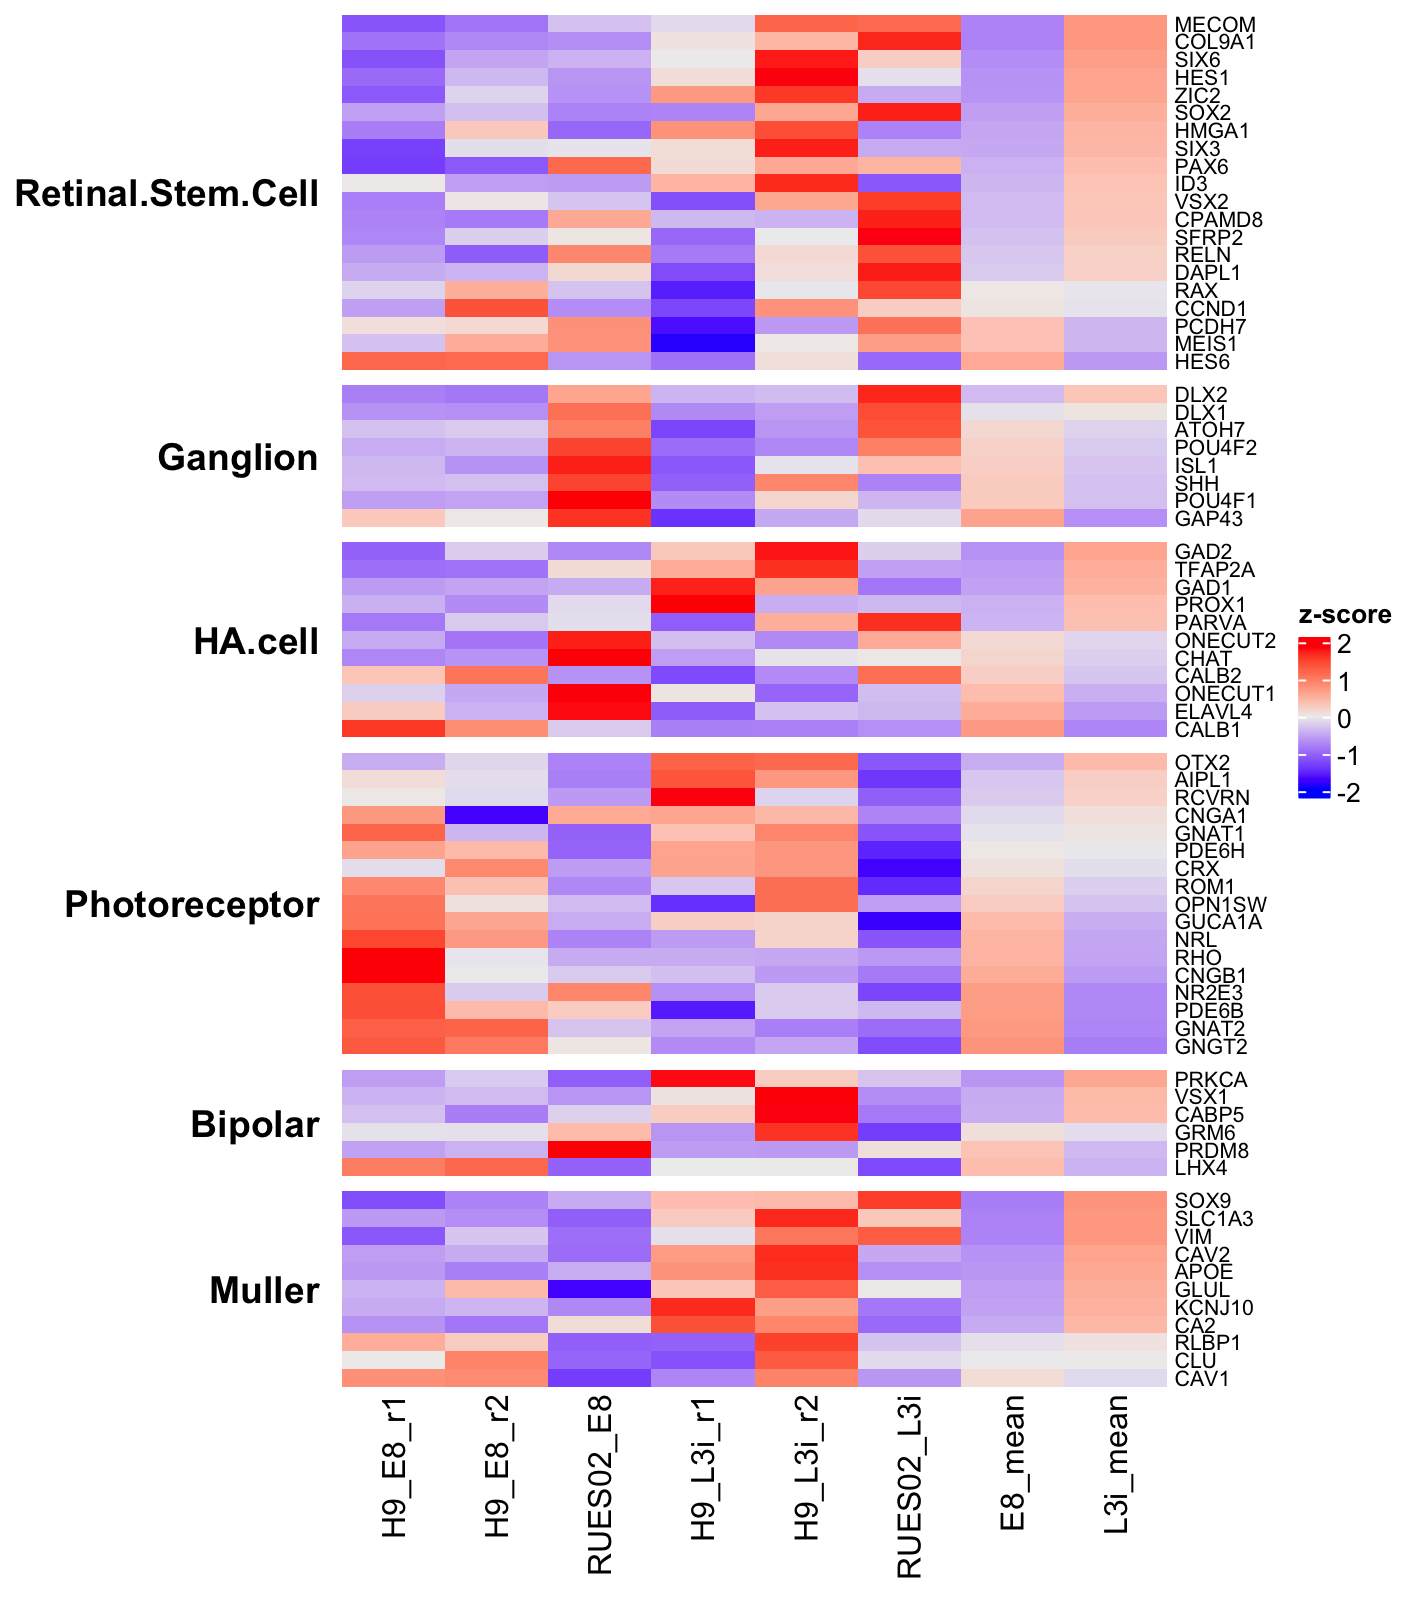 Retinal.Stem.Cell
MECOM
COL9A1
SIX6
HES1
ZIC2
SOX2
HMGA1
SIX3
PAX6
ID3
VSX2
CPAMD8
SFRP2
RELN
DAPL1
RAX
CCND1
PCDH7
MEIS1
HES6
Ganglion
DLX2
DLX1
ATOH7
POU4F2
ISL1
SHH
POU4F1
GAP43
HA.cell
GAD2
TFAP2A
GAD1
PROX1
PARVA
ONECUT2
CHAT
CALB2
ONECUT1
ELAVL4
CALB1
Photoreceptor
OTX2
AIPL1
RCVRN
CNGA1
GNAT1
PDE6H
CRX
ROM1
OPN1SW
GUCA1A
NRL
RHO
CNGB1
NR2E3
PDE6B
GNAT2
GNGT2
Bipolar
PRKCA
VSX1
CABP5
GRM6
PRDM8
LHX4
Muller
SOX9
SLC1A3
VIM
CAV2
APOE
GLUL
KCNJ10
CA2
RLBP1
CLU
CAV1
H9_E8_r1
H9_E8_r2
RUES02_E8
H9_L3i_r1
H9_L3i_r2
RUES02_L3i
E8_mean
L3i_mean
z-score
2
1
0
-1
-2